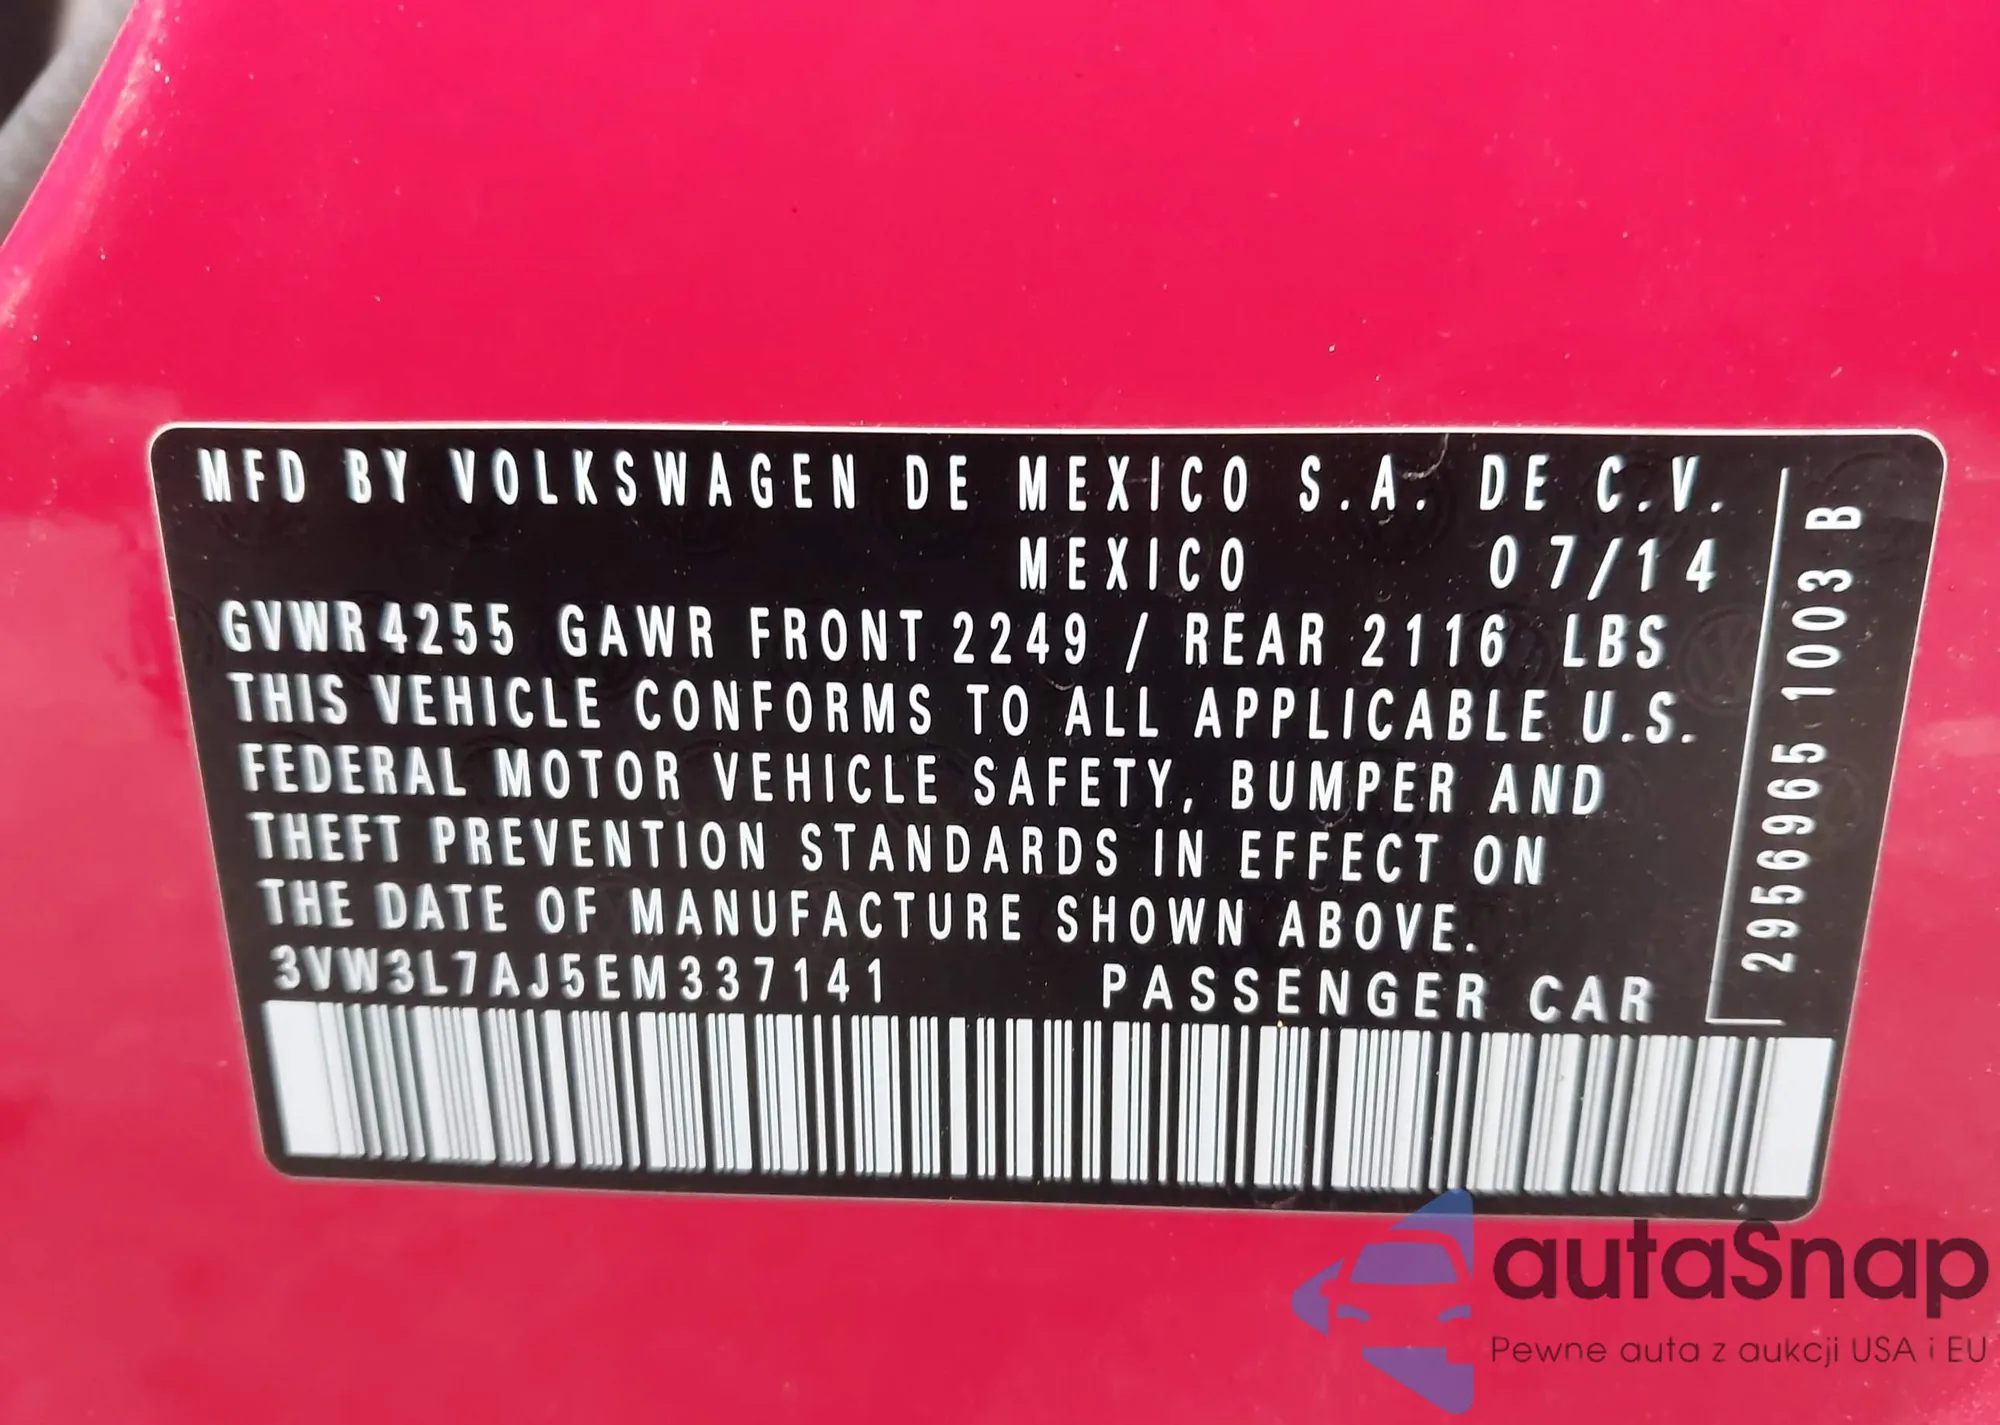 MFD BY VOLKSWAGEN DE MEXICO S.A. DE C.V.
MEXICO 07/14
GVWR 4255 GAWR FRONT 2249 / REAR 2116 LBS
THIS VEHICLE CONFORMS TO ALL APPLICABLE U.S.
FEDERAL MOTOR VEHICLE SAFETY, BUMPER AND
THEFT PREVENTION STANDARDS IN EFFECT ON
THE DATE OF MANUFACTURE SHOWN ABOVE.
3VW3L7AJ5EM337141 PASSENGER CAR
2956965 1003 B
autaSnap
Pewne auta z aukcji USA i EU